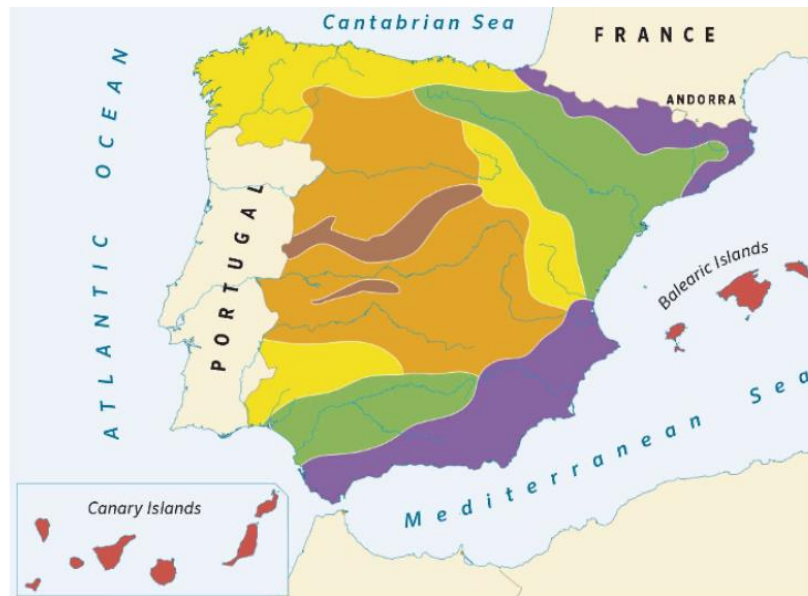 Cantabrian Sea
FRANCE
ANDORRA
ATLANTIC OCEAN
PORTUGAL
Balearic Islands
Mediterranean Sea
Canary Islands